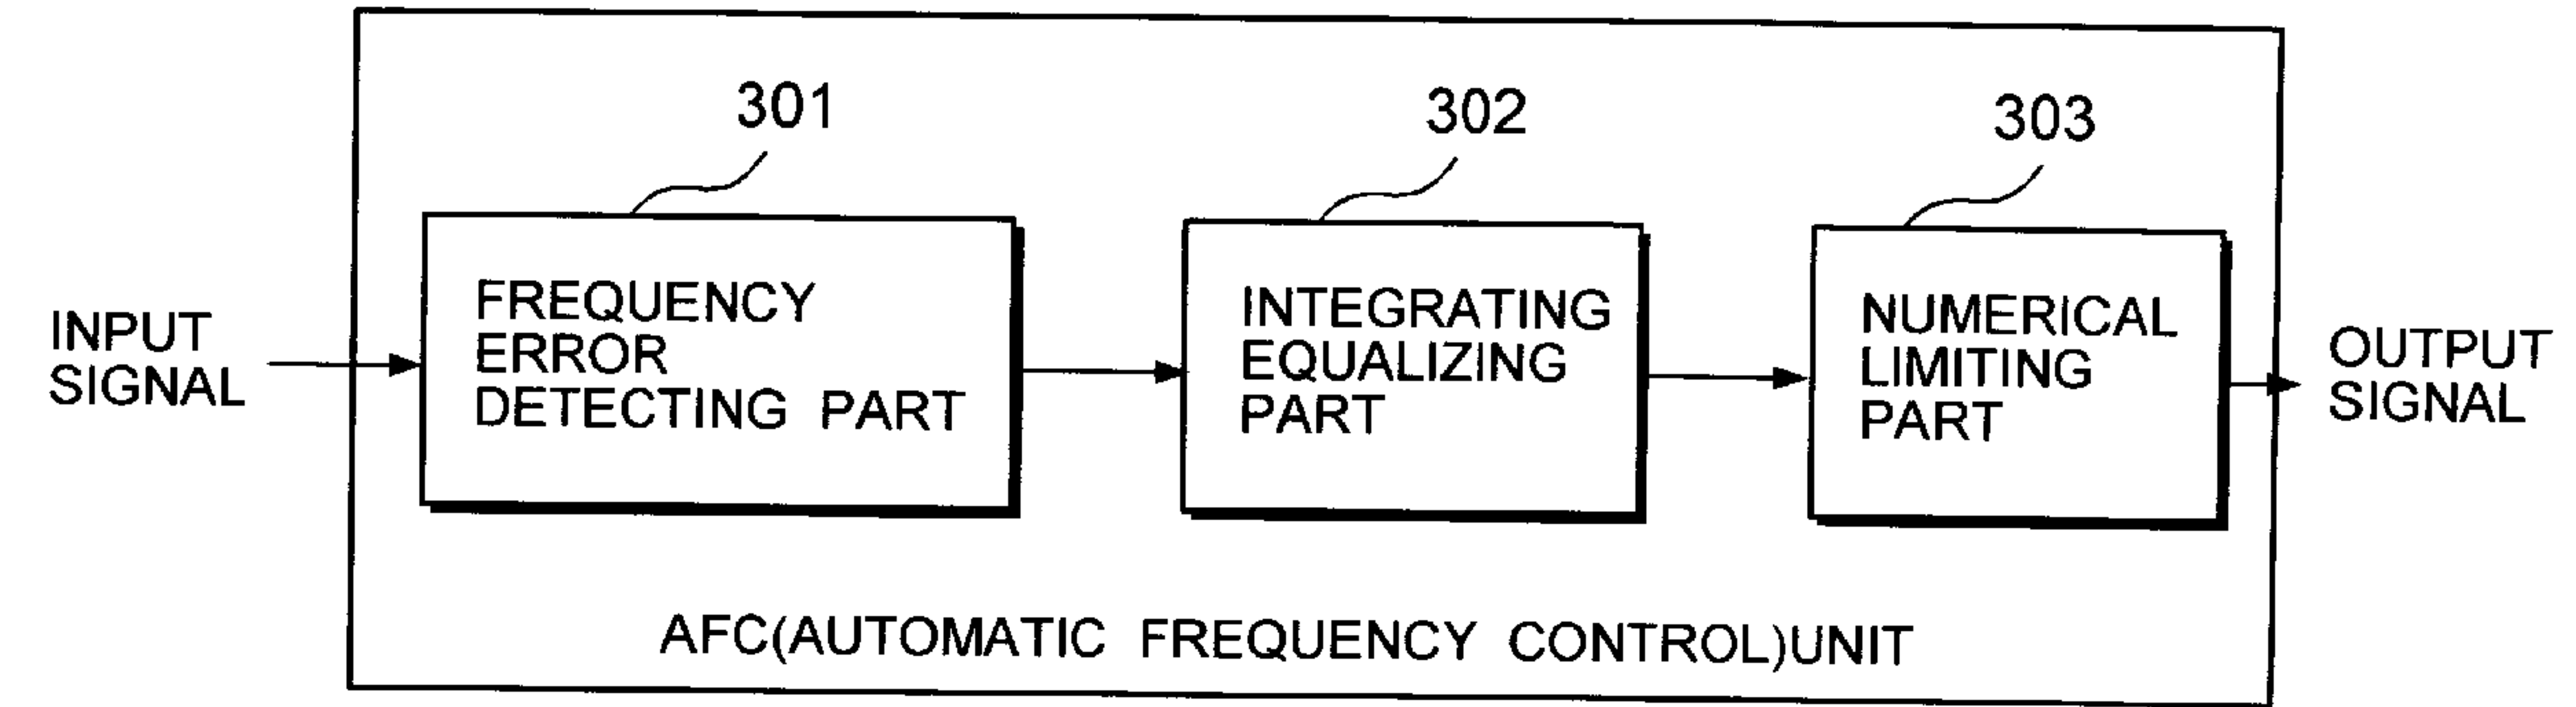 301
302
303
INPUT
SIGNAL
FREQUENCY
ERROR
DETECTING PART
INTEGRATING
EQUALIZING
PART
NUMERICAL
LIMITING
PART
OUTPUT
SIGNAL
AFC(AUTOMATIC FREQUENCY CONTROL)UNIT